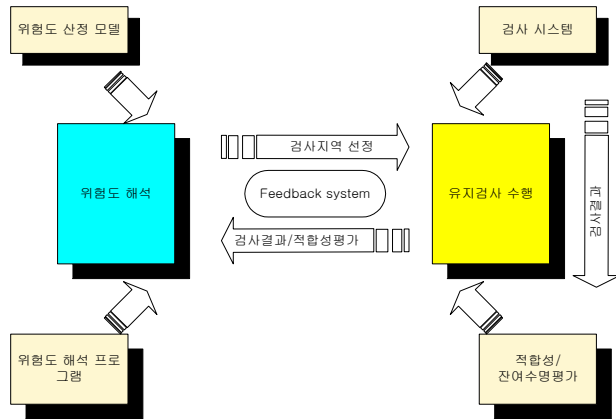 위험도 산정 모델
검사 시스템
검사지역 선정
위험도 해석
Feedback system
유지검사 수행
검사결과
검사결과/적합성평가
위험도 해석 프로
그램
적합성/
잔여수명평가